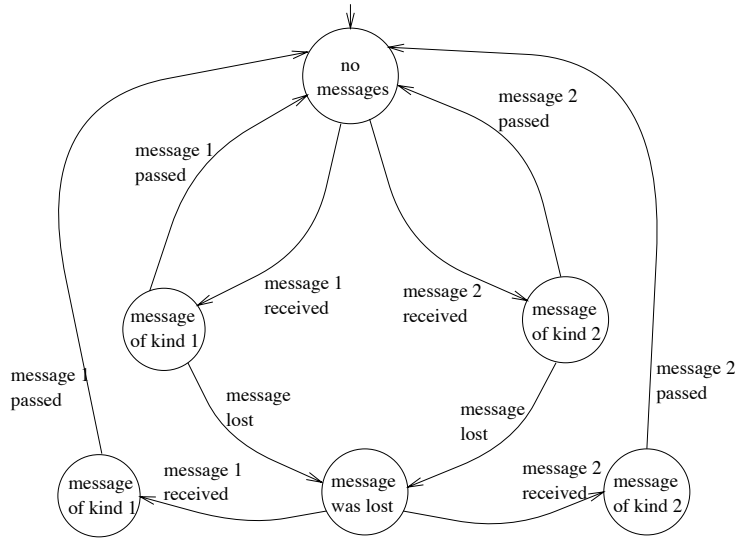 no
messages
message 2
passed
message 1
passed
message 1
received
message 2
received
message
of kind 1
message
of kind 2
message 1
passed
message
lost
message
lost
message 2
passed
message 1
received
message 2
received
message
of kind 1
message
was lost
message
of kind 2